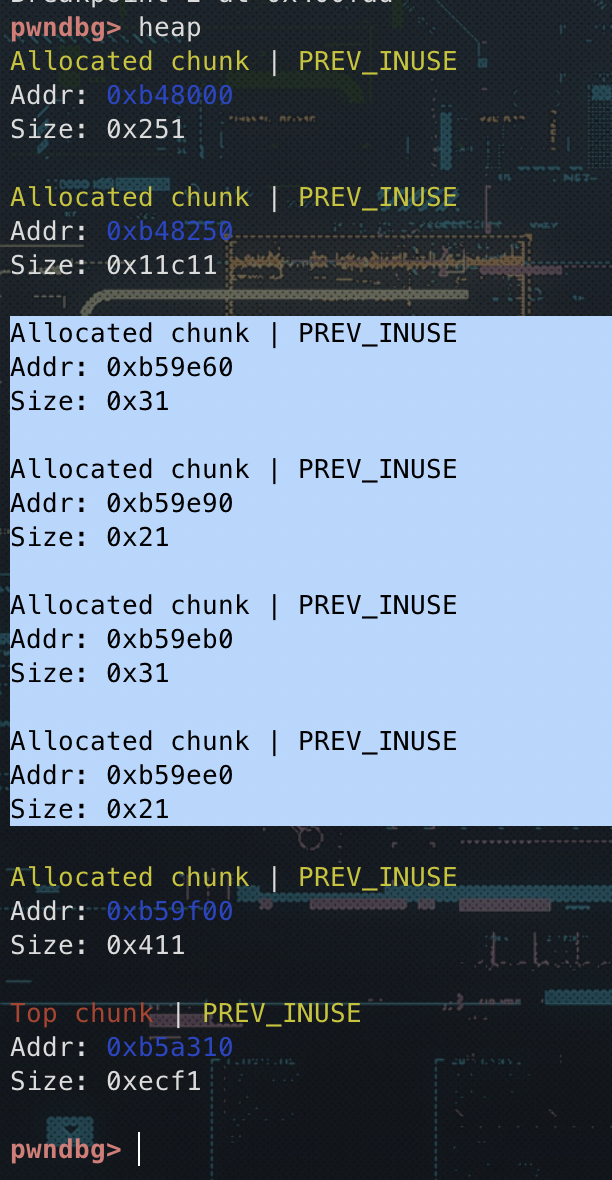 pwndbg> heap
Allocated chunk | PREV_INUSE
Addr: 0xb48000
Size: 0x251
Allocated chunk | PREV_INUSE
Addr: 0xb48250
Size: 0x11c11
Allocated chunk | PREV_INUSE
Addr: 0xb59e60
Size: 0x31
Allocated chunk | PREV_INUSE
Addr: 0xb59e90
Size: 0x21
Allocated chunk | PREV_INUSE
Addr: 0xb59eb0
Size: 0x31
Allocated chunk | PREV_INUSE
Addr: 0xb59ee0
Size: 0x21
Allocated chunk | PREV_INUSE
Addr: 0xb59f00
Size: 0x411
Top chunk | PREV_INUSE
Addr: 0xb5a310
Size: 0xecf1
pwndbg>